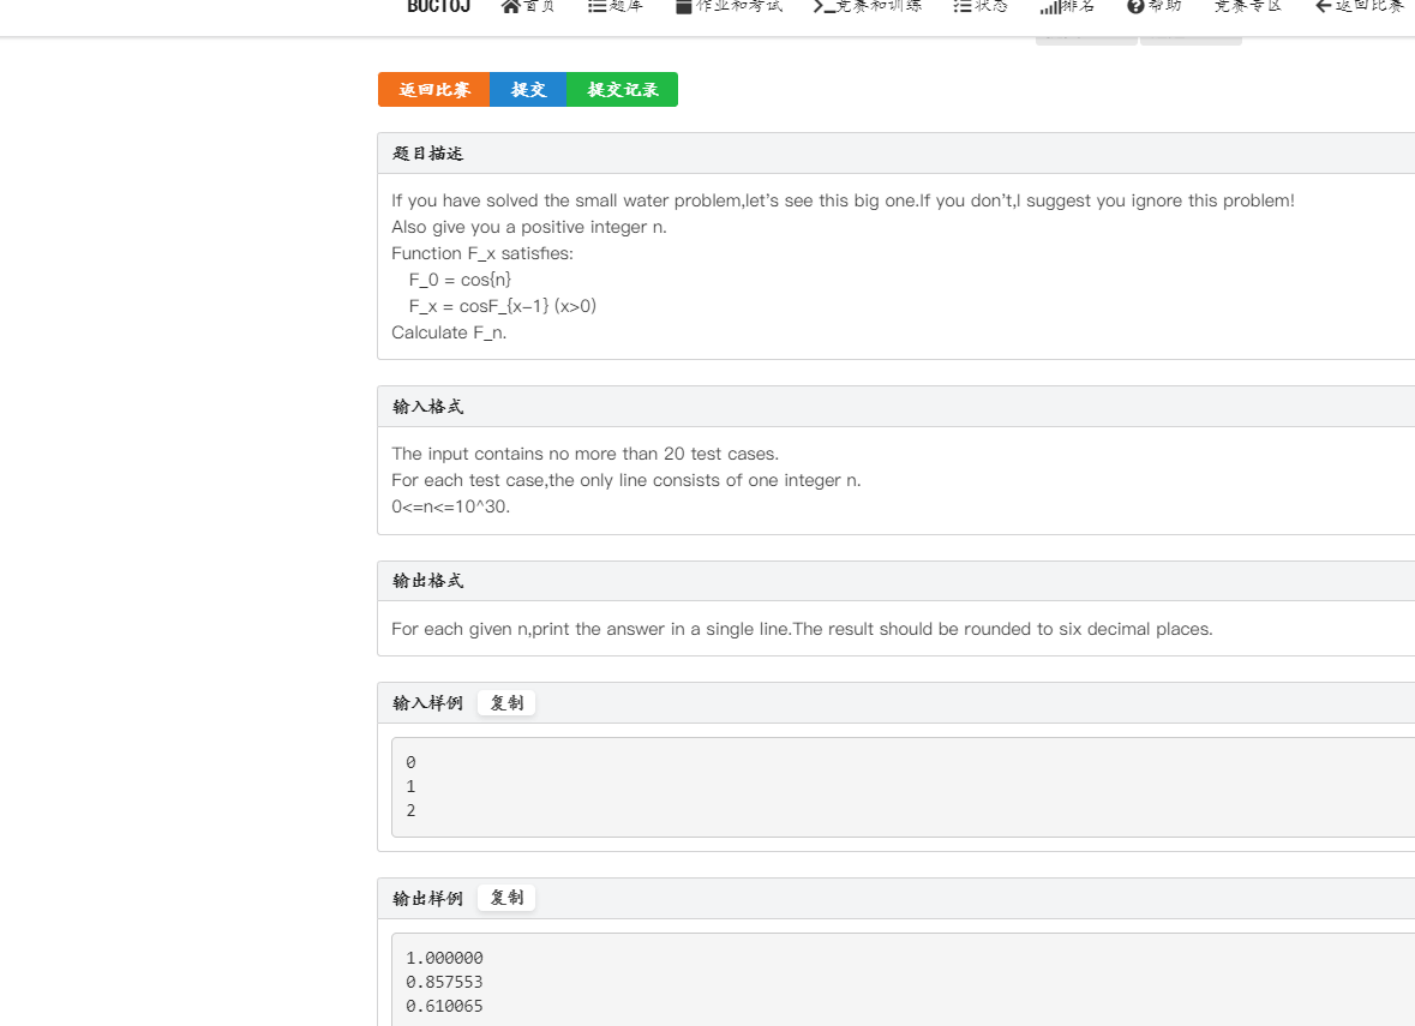 BUCTOJ 首页 题库 作业和考试 竞赛和训练 状态 排名 帮助 竞赛专区 返回比赛
返回比赛 提交 提交记录
题目描述
If you have solved the small water problem,let's see this big one.If you don't,I suggest you ignore this problem!
Also give you a positive integer n.
Function F_x satisfies:
F_0 = cos{n}
F_x = cosF_{x-1} (x>0)
Calculate F_n.
输入格式
The input contains no more than 20 test cases.
For each test case,the only line consists of one integer n.
0<=n<=10^30.
输出格式
For each given n,print the answer in a single line.The result should be rounded to six decimal places.
输入样例 复制
0
1
2
输出样例 复制
1.000000
0.857553
0.610065